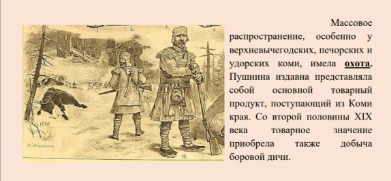 Массовое
распространение, особенно у
верхневычегодских, печорских и
удорских коми, имела охота.
Пушнина издавна представляла
собой основной товарный
продукт, поступающий из Коми
края. Со второй половины XIX
века товарное значение
приобрела также добыча
боровой дичи.